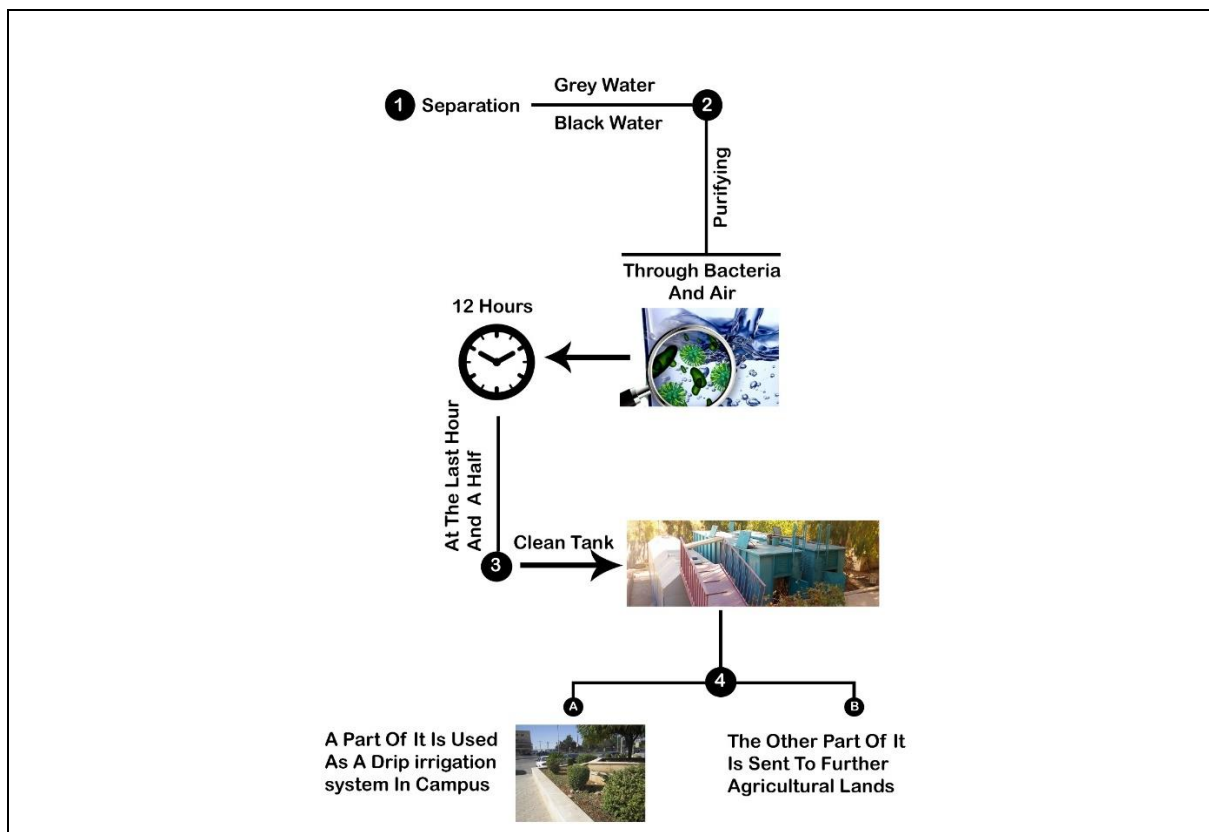 1 Separation
Grey Water
Black Water
2
Purifying
Through Bacteria
And Air
12 Hours
At The Last Hour
And A Half
3
Clean Tank
4
A
B
A Part Of It Is Used
As A Drip irrigation
system In Campus
The Other Part Of It
Is Sent To Further
Agricultural Lands